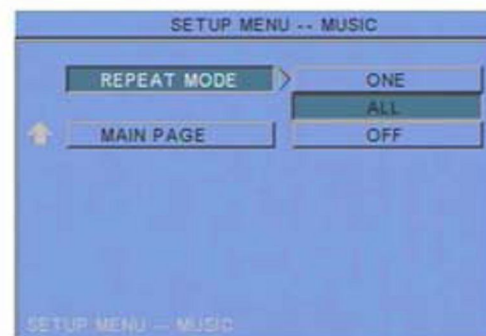 SETUP MENU -- MUSIC
REPEAT MODE
ONE
ALL
MAIN PAGE
OFF
SETUP MENU -- MUSIC